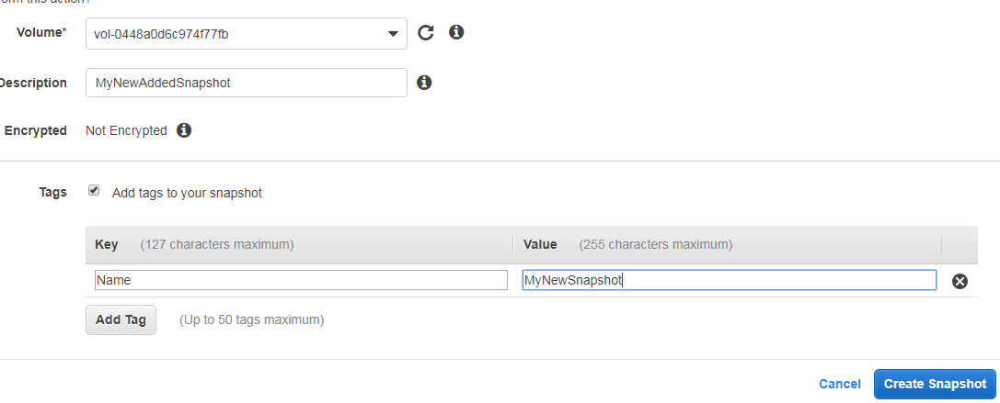 form this action?
Volume* vol-0448a0d6c974f77fb
Description MyNewAddedSnapshot
Encrypted Not Encrypted
Tags Add tags to your snapshot
Key (127 characters maximum) Value (255 characters maximum)
Name MyNewSnapshot
Add Tag (Up to 50 tags maximum)
Cancel Create Snapshot